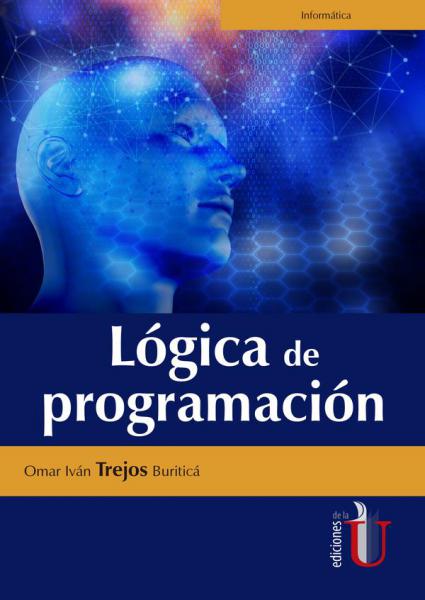 Informática
Lógica de
programación
Omar Iván Trejos Buriticá
ediciones de la U